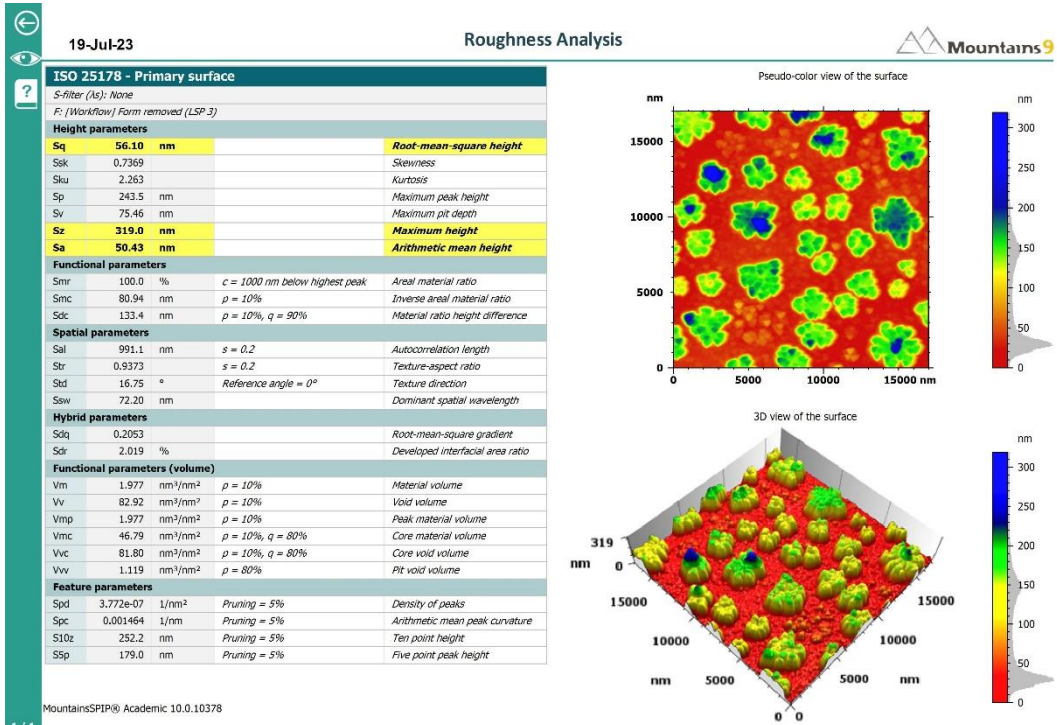 19-Jul-23
Roughness Analysis
Mountains9
?
ISO 25178 - Primary surface
S-filter (λs): None
F: [Workflow] Form removed (LSP 3)
Height parameters
Sq 56.10 nm Root-mean-square height
Ssk 0.7369 Skewness
Sku 2.263 Kurtosis
Sp 243.5 nm Maximum peak height
Sv 75.46 nm Maximum pit depth
Sz 319.0 nm Maximum height
Sa 50.43 nm Arithmetic mean height
Functional parameters
Smr 100.0 % c = 1000 nm below highest peak Areal material ratio
Smc 80.94 nm p = 10% Inverse areal material ratio
Sdc 133.4 nm p = 10%, q = 90% Material ratio height difference
Spatial parameters
Sal 991.1 nm s = 0.2 Autocorrelation length
Str 0.9373 s = 0.2 Texture-aspect ratio
Std 16.75 ° Reference angle = 0° Texture direction
Ssw 72.20 nm Dominant spatial wavelength
Hybrid parameters
Sdq 0.2053 Root-mean-square gradient
Sdr 2.019 % Developed interfacial area ratio
Functional parameters (volume)
Vm 1.977 nm³/nm² p = 10% Material volume
Vv 82.92 nm³/nm² p = 10% Void volume
Vmp 1.977 nm³/nm² p = 10% Peak material volume
Vmc 46.79 nm³/nm² p = 10%, q = 80% Core material volume
Vvc 81.80 nm³/nm² p = 10%, q = 80% Core void volume
Vvv 1.119 nm³/nm² p = 80% Pit void volume
Feature parameters
Spd 3.772e-07 1/nm² Pruning = 5% Density of peaks
Spc 0.001464 1/nm Pruning = 5% Arithmetic mean peak curvature
S10z 252.2 nm Pruning = 5% Ten point height
S5p 179.0 nm Pruning = 5% Five point peak height
MountainsSPIP® Academic 10.0.10378
Pseudo-color view of the surface
nm
15000
10000
5000
0
0 5000 10000 15000 nm
nm
300
250
200
150
100
50
0
3D view of the surface
319
nm 0
15000
10000
nm 5000
0 0
5000 nm
10000
15000
nm
300
250
200
150
100
50
0